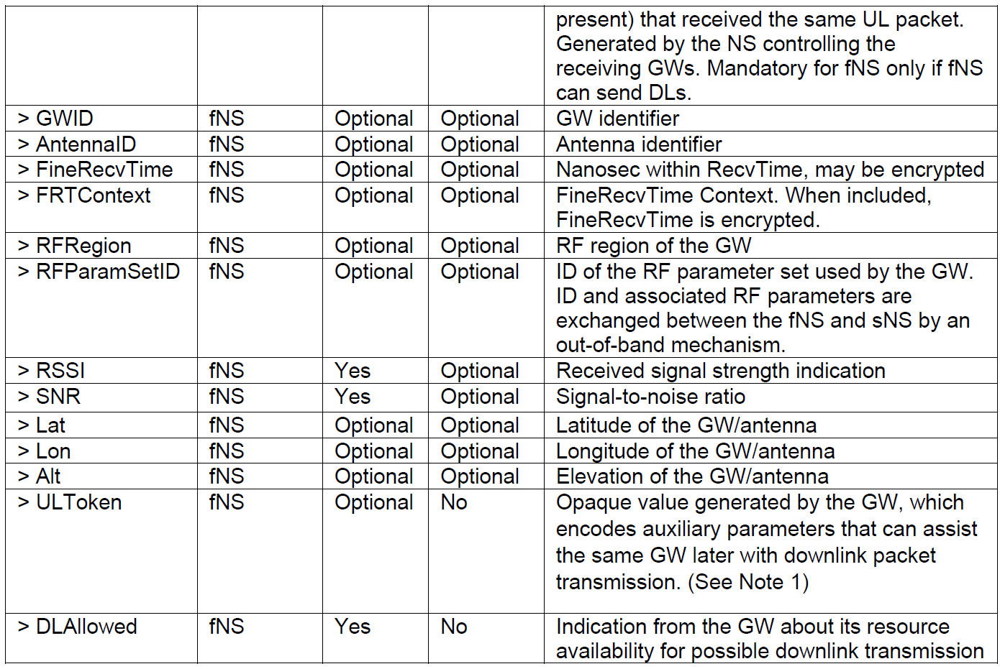 present) that received the same UL packet.
Generated by the NS controlling the
receiving GWs. Mandatory for fNS only if fNS
can send DLs.
> GWID fNS Optional Optional GW identifier
> AntennaID fNS Optional Optional Antenna identifier
> FineRecvTime fNS Optional Optional Nanosec within RecvTime, may be encrypted
> FRTContext fNS Optional Optional FineRecvTime Context. When included,
FineRecvTime is encrypted.
> RFRegion fNS Optional Optional RF region of the GW
> RFParamSetID fNS Optional Optional ID of the RF parameter set used by the GW.
ID and associated RF parameters are
exchanged between the fNS and sNS by an
out-of-band mechanism.
> RSSI fNS Yes Optional Received signal strength indication
> SNR fNS Yes Optional Signal-to-noise ratio
> Lat fNS Optional Optional Latitude of the GW/antenna
> Lon fNS Optional Optional Longitude of the GW/antenna
> Alt fNS Optional Optional Elevation of the GW/antenna
> ULToken fNS Optional No Opaque value generated by the GW, which
encodes auxiliary parameters that can assist
the same GW later with downlink packet
transmission. (See Note 1)
> DLAllowed fNS Yes No Indication from the GW about its resource
availability for possible downlink transmission